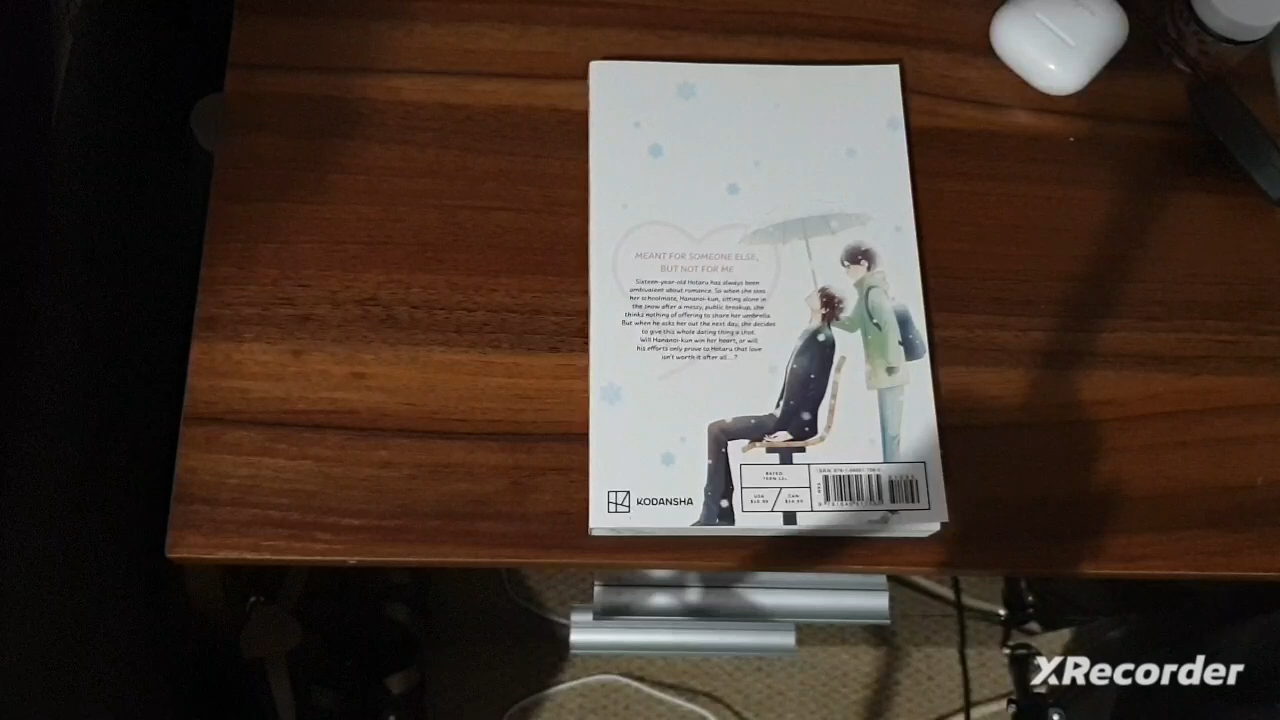 MEANT FOR SOMEONE ELSE,
BUT NOT FOR ME
Sixteen-year-old Hotaru has always been
ambivalent about romance. So when she sees
her schoolmate, Hananoi-kun, sitting alone in
the snow after a messy, public breakup, she
thinks nothing of offering to share her umbrella.
But when he asks her out the next day, she decides
to give this whole dating thing a shot.
Will Hananoi-kun win her heart, or will
his efforts only prove to Hotaru that love
isn't worth it after all...?
KODANSHA
RATED
TEEN
USA
CAN
ISBN
XRecorder